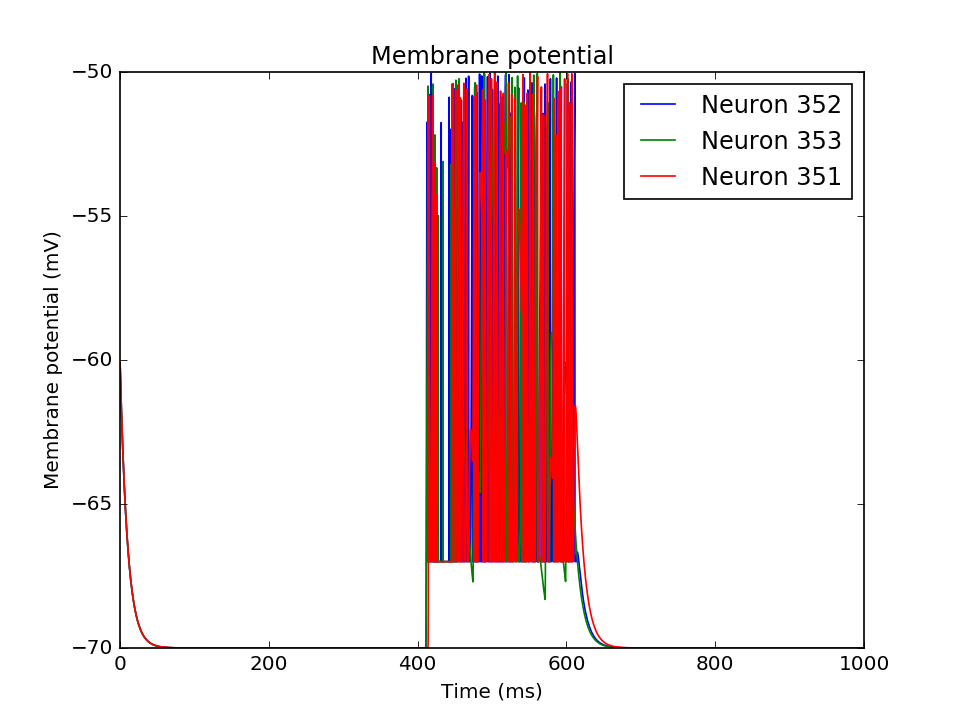 Membrane potential
−50
−55
−60
−65
−70
Membrane potential (mV)
Neuron 352
Neuron 353
Neuron 351
0 200 400 600 800 1000
Time (ms)